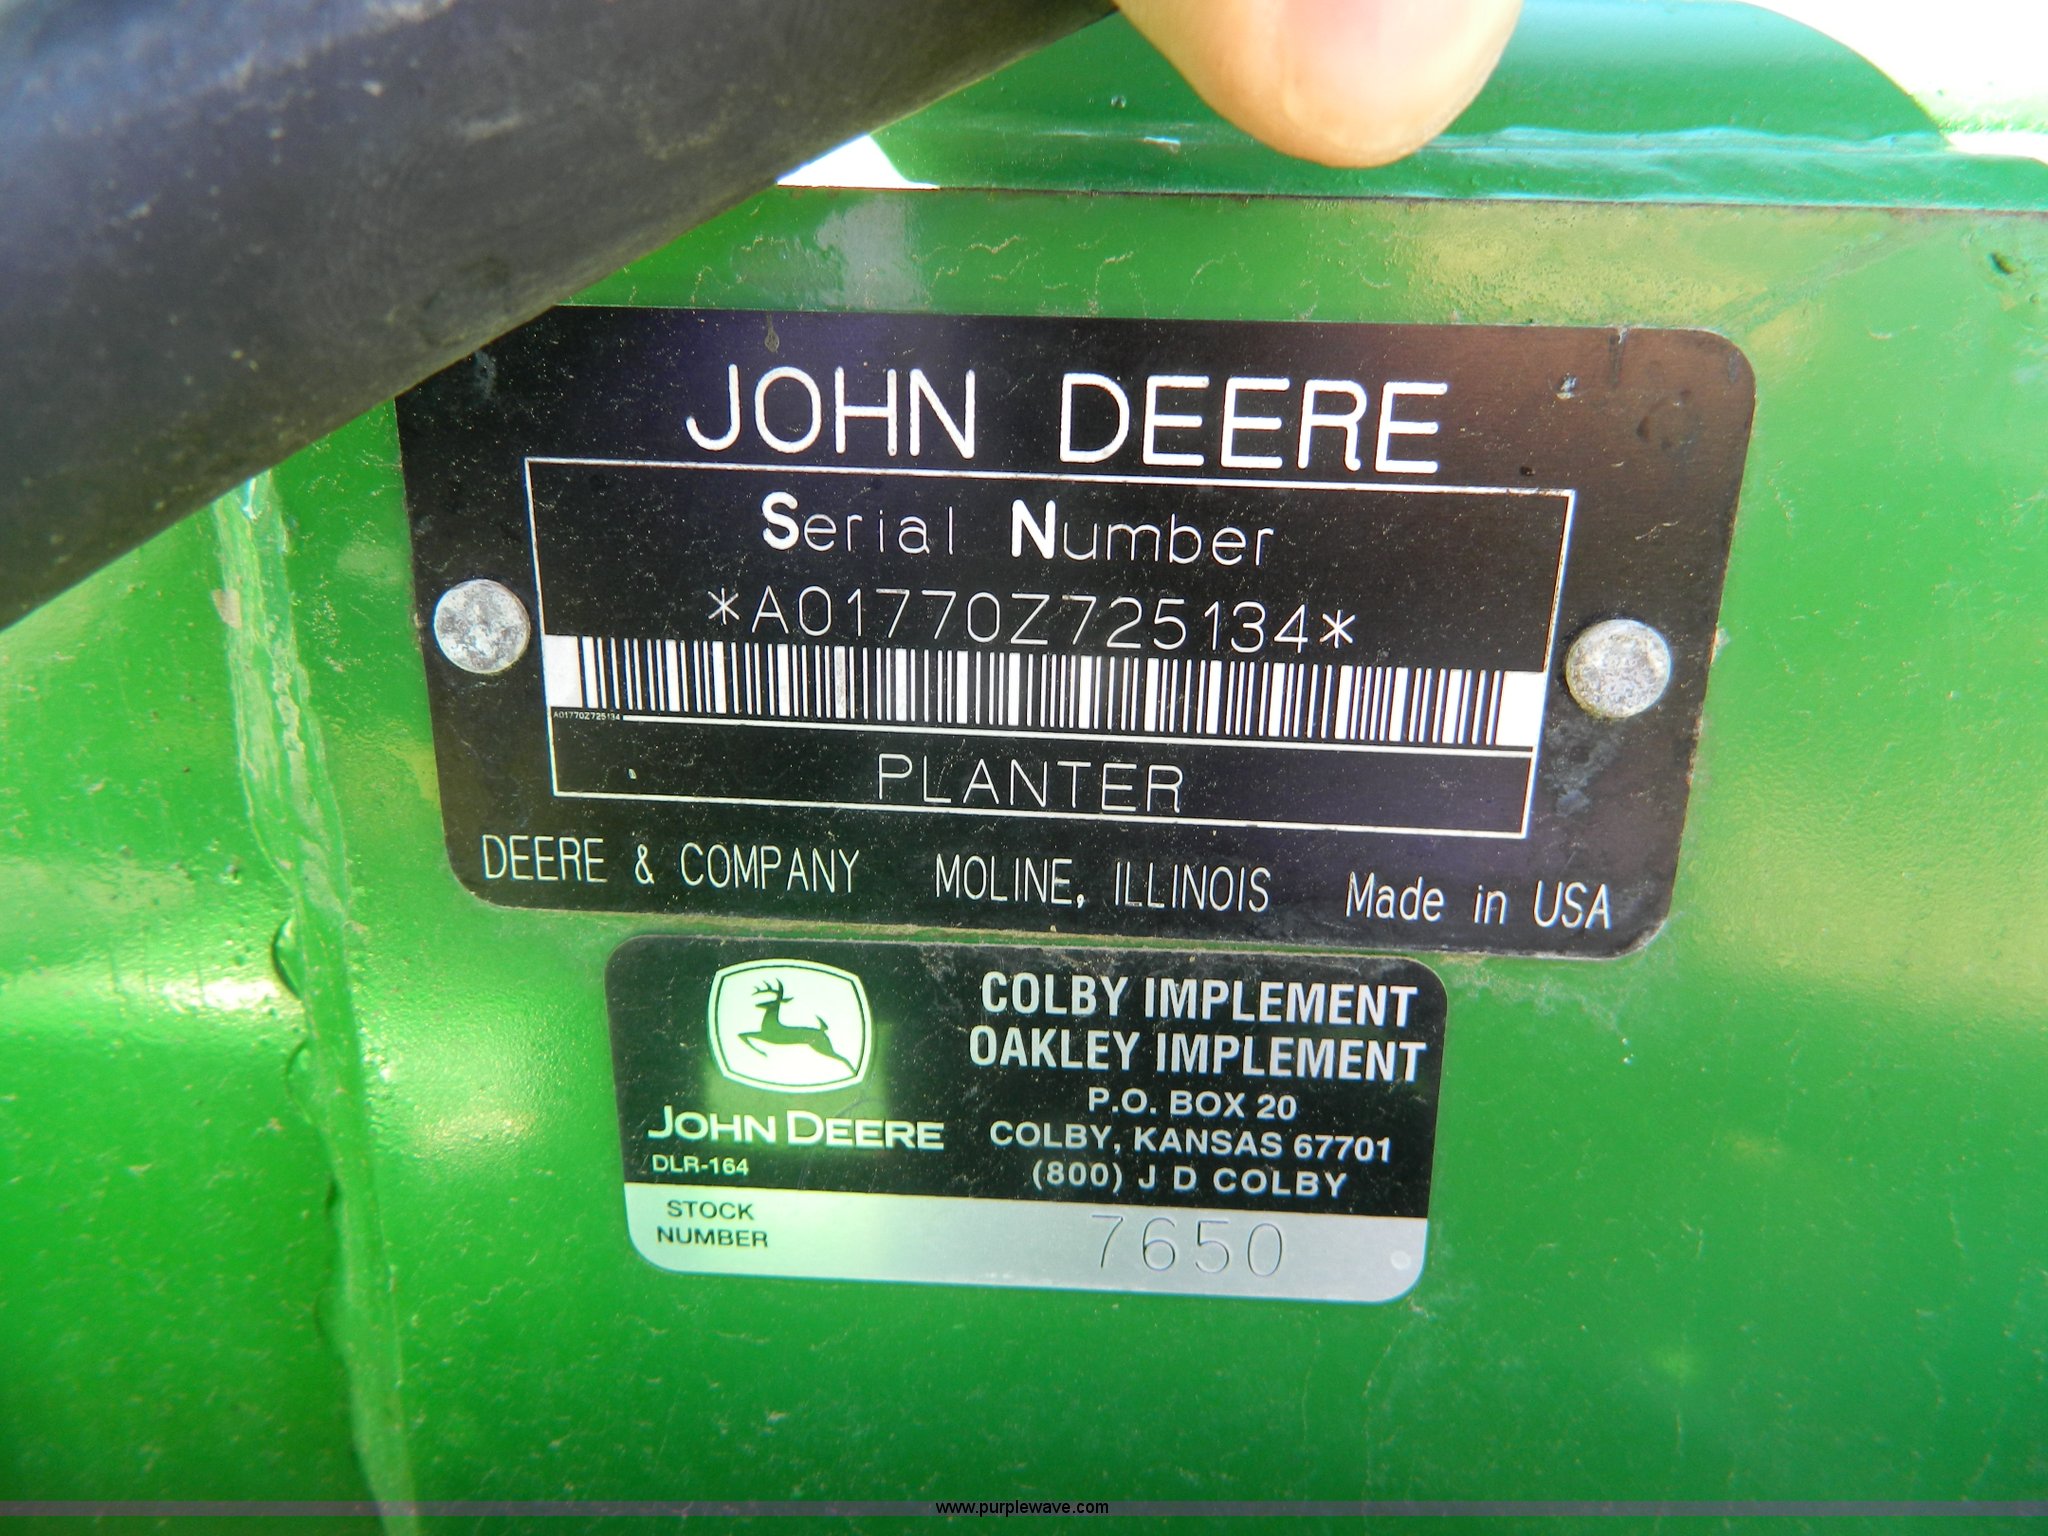 JOHN DEERE
Serial Number
*A01770Z725134*
A01770Z725134
PLANTER
DEERE & COMPANY MOLINE, ILLINOIS Made in USA
JOHN DEERE
DLR-164
COLBY IMPLEMENT
OAKLEY IMPLEMENT
P.O. BOX 20
COLBY, KANSAS 67701
(800) J D COLBY
STOCK
NUMBER
7650
www.purplewave.com